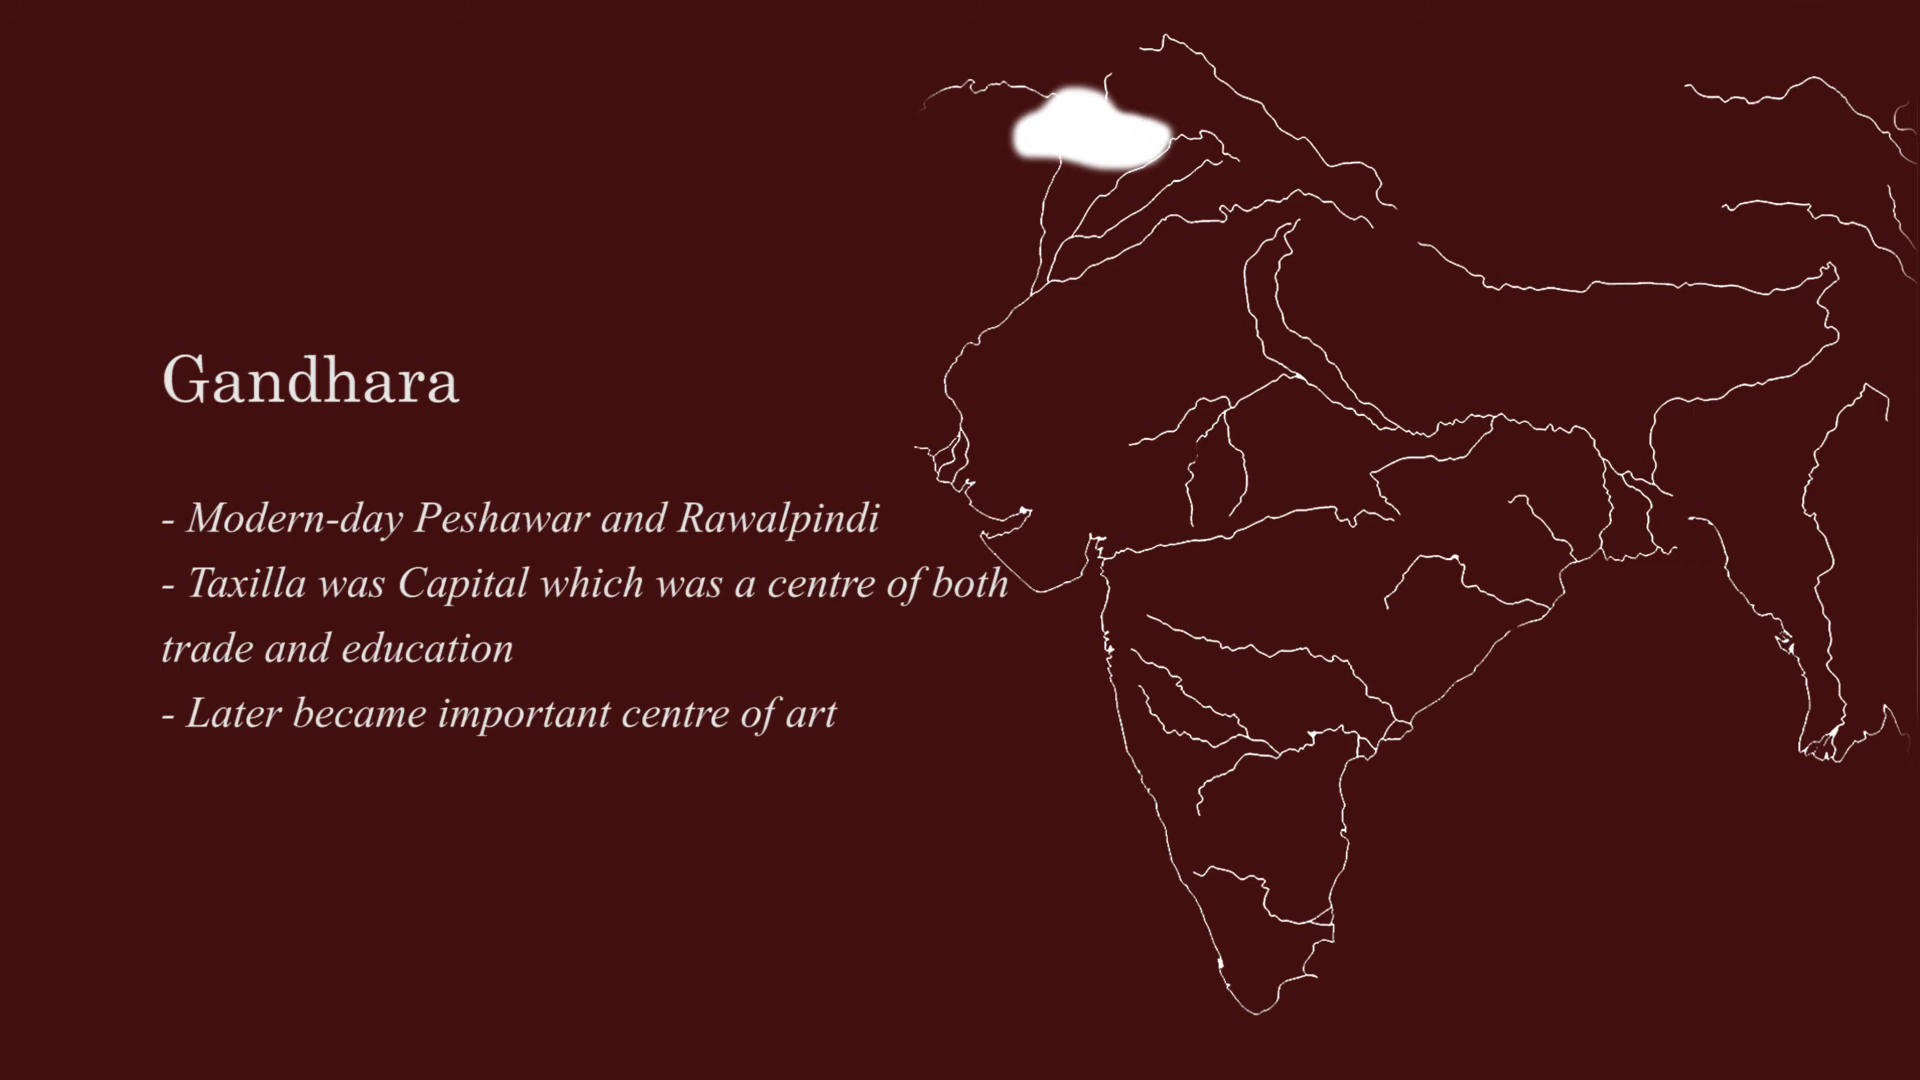 Gandhara
- Modern-day Peshawar and Rawalpindi
- Taxilla was Capital which was a centre of both
trade and education
- Later became important centre of art